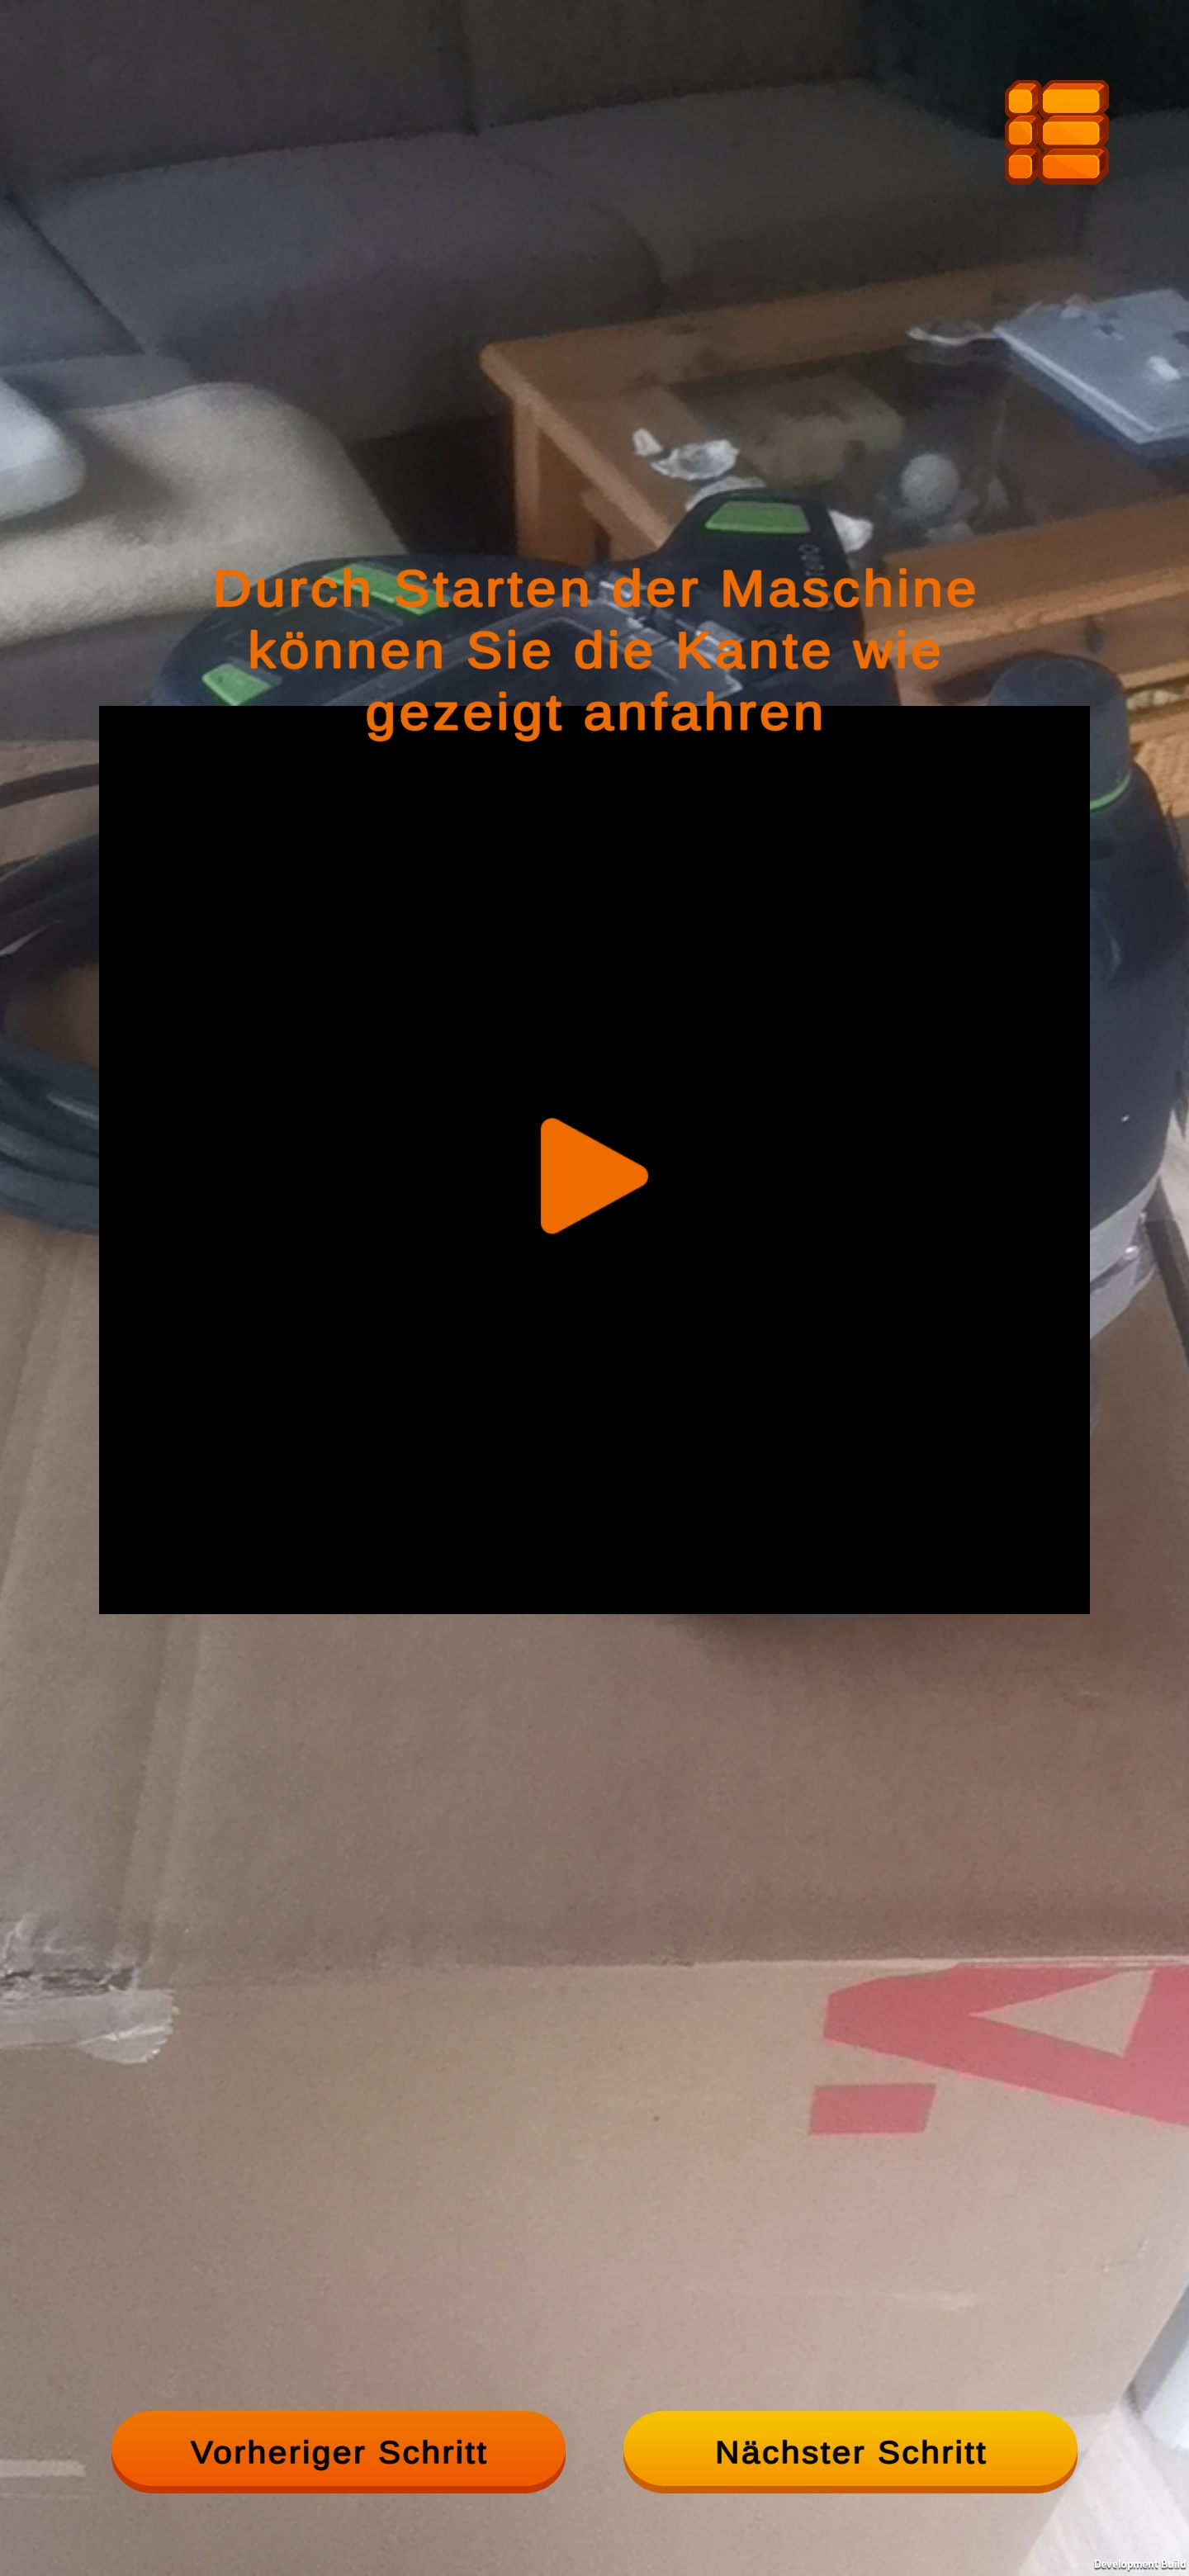 Durch Starten der Maschine
können Sie die Kante wie
gezeigt anfahren
Vorheriger Schritt
Nächster Schritt
Development Build